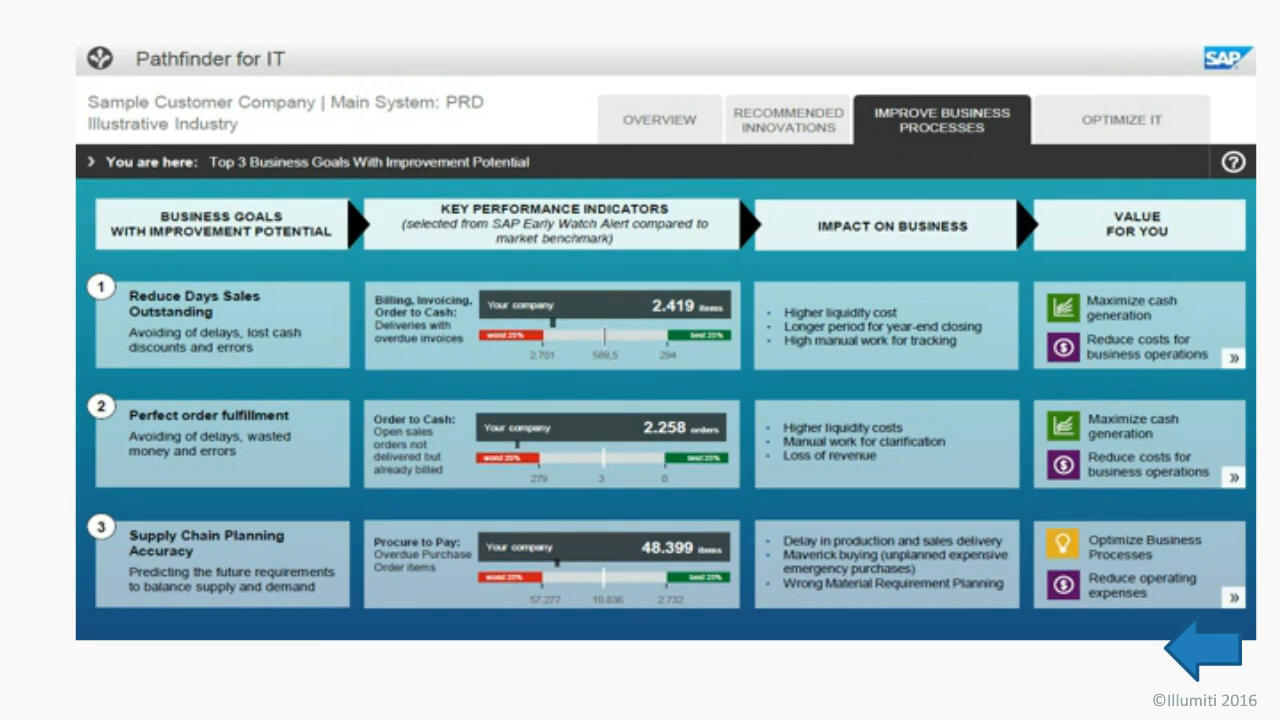 Pathfinder for IT
SAP
Sample Customer Company | Main System: PRD
Illustrative Industry
OVERVIEW
RECOMMENDED
INNOVATIONS
IMPROVE BUSINESS
PROCESSES
OPTIMIZE IT
You are here: Top 3 Business Goals With Improvement Potential
?
BUSINESS GOALS
WITH IMPROVEMENT POTENTIAL
KEY PERFORMANCE INDICATORS
(selected from SAP Early Watch Alert compared to
market benchmark)
IMPACT ON BUSINESS
VALUE
FOR YOU
1
Reduce Days Sales
Outstanding
Avoiding of delays, lost cash
discounts and errors
Billing, Invoicing,
Order to Cash:
Deliveries with
overdue invoices
Your company
2.419 items
worst 25%
best 25%
2.701 589,5 294
• Higher liquidity cost
• Longer period for year-end closing
• High manual work for tracking
Maximize cash
generation
Reduce costs for
business operations
»
2
Perfect order fulfillment
Avoiding of delays, wasted
money and errors
Order to Cash:
Open sales
orders not
delivered but
already billed
Your company
2.258 orders
worst 25%
best 25%
279 3 0
• Higher liquidity costs
• Manual work for clarification
• Loss of revenue
Maximize cash
generation
Reduce costs for
business operations
»
3
Supply Chain Planning
Accuracy
Predicting the future requirements
to balance supply and demand
Procure to Pay:
Overdue Purchase
Order items
Your company
48.399 items
worst 25%
best 25%
57.277 10.836 2.732
• Delay in production and sales delivery
• Maverick buying (unplanned expensive
emergency purchases)
• Wrong Material Requirement Planning
Optimize Business
Processes
Reduce operating
expenses
»
©Illumiti 2016